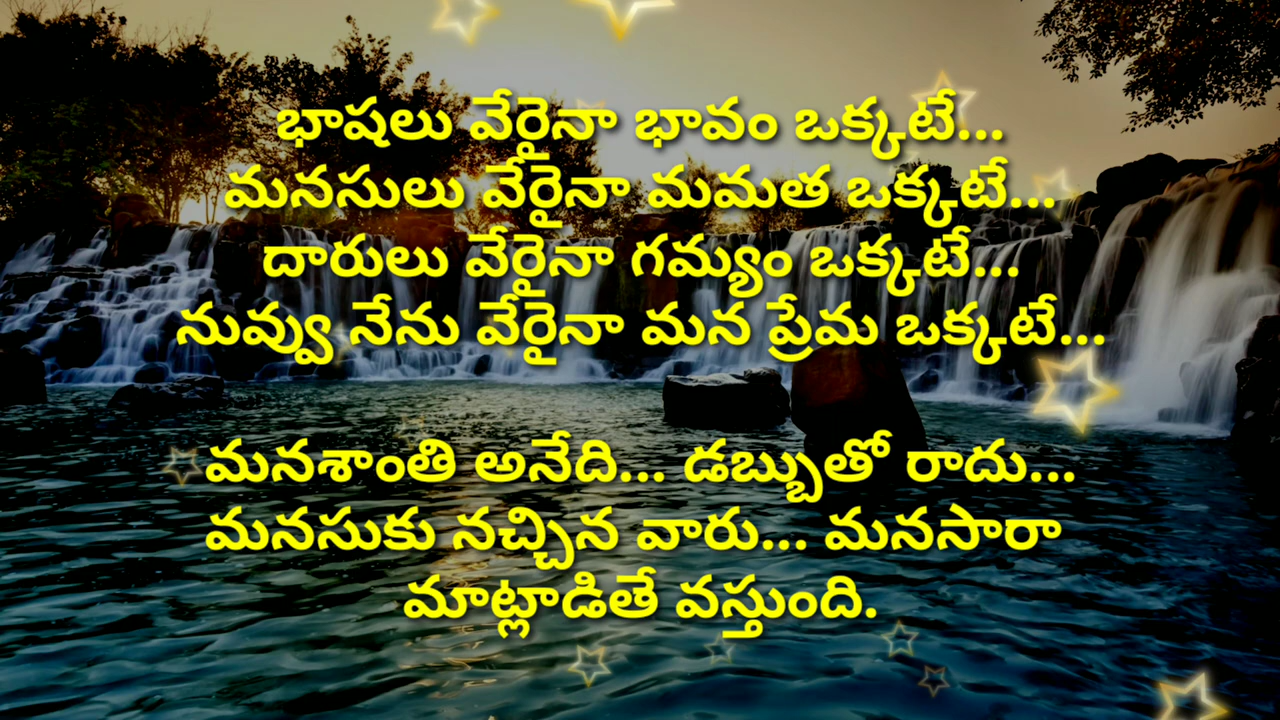 భాషలు వేరైనా భావం ఒక్కటే...
మనసులు వేరైనా మమత ఒక్కటే...
దారులు వేరైనా గమ్యం ఒక్కటే...
నువ్వు నేను వేరైనా మన ప్రేమ ఒక్కటే...
మనశాంతి అనేది... డబ్బుతో రాదు...
మనసుకు నచ్చిన వారు... మనసారా
మాట్లాడితే వస్తుంది.